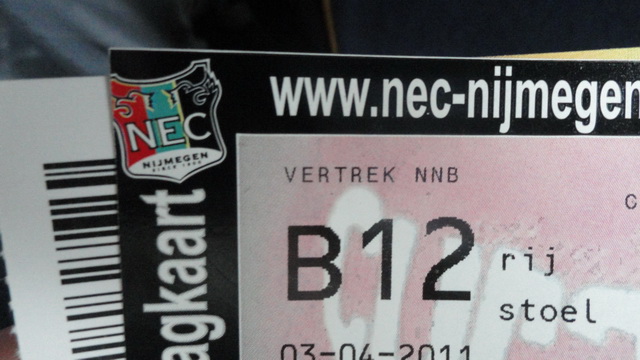 www.nec-nijmegen
NEC
NIJMEGEN
agkaart
VERTREK NNB
B12 rij
stoel
03-04-2011